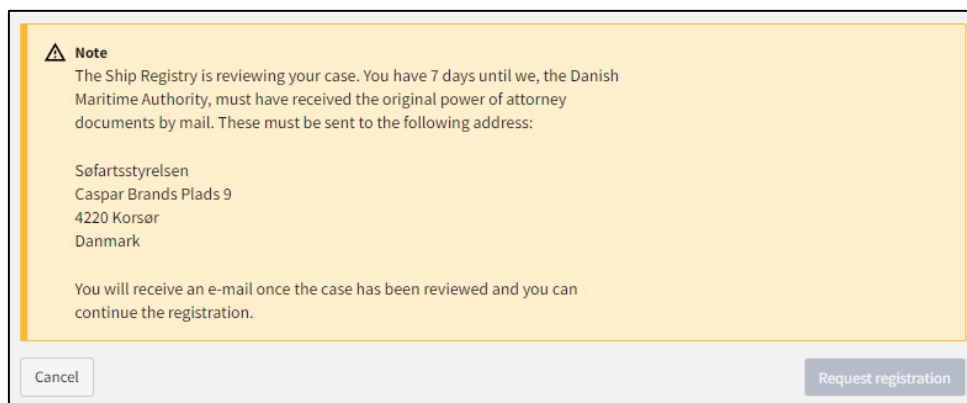 Note
The Ship Registry is reviewing your case. You have 7 days until we, the Danish
Maritime Authority, must have received the original power of attorney
documents by mail. These must be sent to the following address:
Søfartsstyrelsen
Caspar Brands Plads 9
4220 Korsør
Danmark
You will receive an e-mail once the case has been reviewed and you can
continue the registration.
Cancel
Request registration